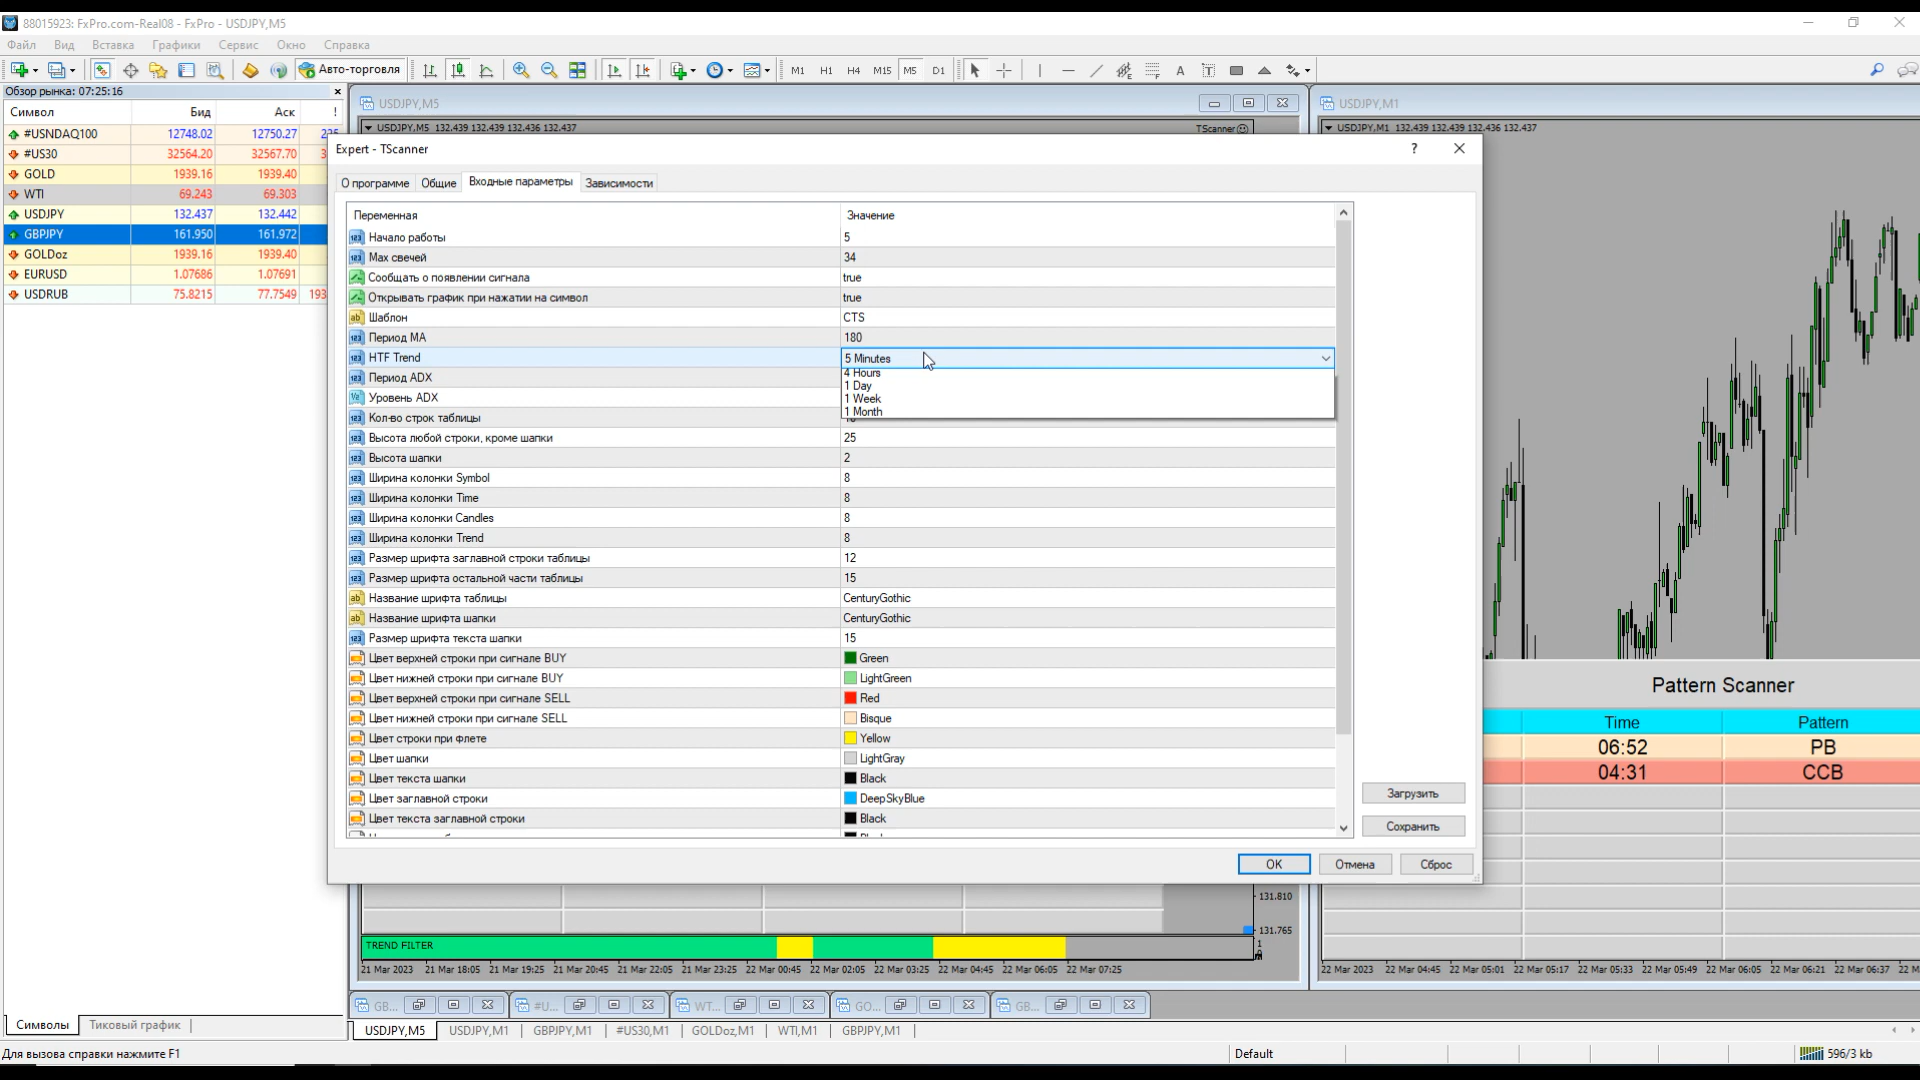 88015923: FxPro.com-Real08 - FxPro - USDJPY,M5
Файл Вид Вставка Графики Сервис Окно Справка
Авто-торговля M1 H1 H4 M15 M5 D1 A T
Обзор рынка: 07:25:16
Символ Бид Аск !
#USNDAQ100 12748.02 12750.27
#US30 32564.20 32567.70
GOLD 1939.16 1939.40
WTI 69.243 69.303
USDJPY 132.437 132.442
GBPJPY 161.950 161.972
GOLDoz 1939.16 1939.40
EURUSD 1.07686 1.07691
USDRUB 75.8215 77.7549 193
Символы Тиковый график
USDJPY,M5
USDJPY,M5 132.439 132.439 132.436 132.437 TScanner
USDJPY,M1
USDJPY,M1 132.439 132.439 132.436 132.437
Expert - TScanner ?
О программе Общие Входные параметры Зависимости
Переменная Значение
Начало работы 5
Max свечей 34
Сообщать о появлении сигнала true
Открывать график при нажатии на символ true
Шаблон CTS
Период MA 180
HTF Trend 5 Minutes
4 Hours
1 Day
1 Week
1 Month
Период ADX
Уровень ADX
Кол-во строк таблицы
Высота любой строки, кроме шапки 25
Высота шапки 2
Ширина колонки Symbol 8
Ширина колонки Time 8
Ширина колонки Candles 8
Ширина колонки Trend 8
Размер шрифта заглавной строки таблицы 12
Размер шрифта остальной части таблицы 15
Название шрифта таблицы CenturyGothic
Название шрифта шапки CenturyGothic
Размер шрифта текста шапки 15
Цвет верхней строки при сигнале BUY Green
Цвет нижней строки при сигнале BUY LightGreen
Цвет верхней строки при сигнале SELL Red
Цвет нижней строки при сигнале SELL Bisque
Цвет строки при флете Yellow
Цвет шапки LightGray
Цвет текста шапки Black
Цвет заглавной строки DeepSkyBlue
Цвет текста заглавной строки Black
Загрузить
Сохранить
OK Отмена Сброс
Pattern Scanner
Time Pattern
06:52 PB
04:31 CCB
131.810
131.765
TREND FILTER
1
21 Mar 2023 21 Mar 18:05 21 Mar 19:25 21 Mar 20:45 21 Mar 22:05 21 Mar 23:25 22 Mar 00:45 22 Mar 02:05 22 Mar 03:25 22 Mar 04:45 22 Mar 06:05 22 Mar 07:25
22 Mar 2023 22 Mar 04:45 22 Mar 05:01 22 Mar 05:17 22 Mar 05:33 22 Mar 05:49 22 Mar 06:05 22 Mar 06:21 22 Mar 06:37 22 M
GB... #U... WT... GO... GB...
USDJPY,M5 USDJPY,M1 GBPJPY,M1 #US30,M1 GOLDoz,M1 WTI,M1 GBPJPY,M1
Для вызова справки нажмите F1 Default 596/3 kb